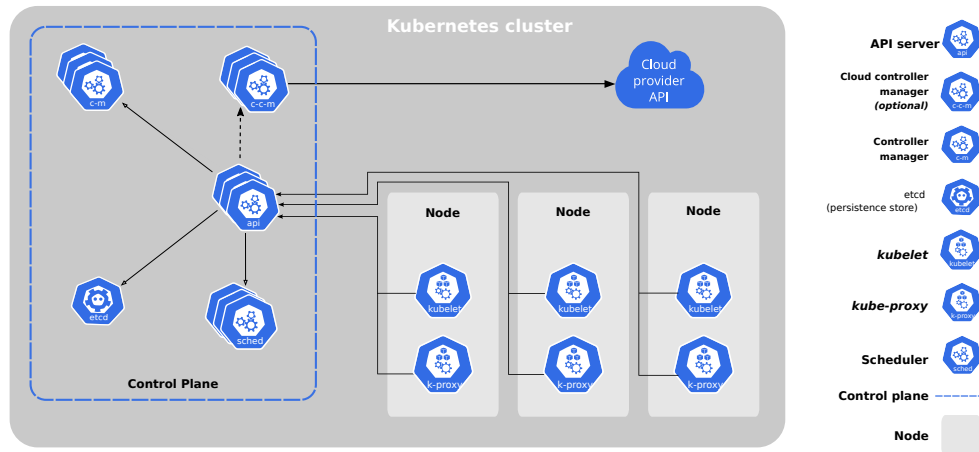 Kubernetes cluster
c-m
c-c-m
Cloud
provider
API
api
Node
Node
Node
etcd
sched
kubelet
kubelet
kubelet
k-proxy
k-proxy
k-proxy
Control Plane
API server
api
Cloud controller
manager
(optional)
c-c-m
Controller
manager
c-m
etcd
(persistence store)
etcd
kubelet
kubelet
kube-proxy
k-proxy
Scheduler
sched
Control plane
Node